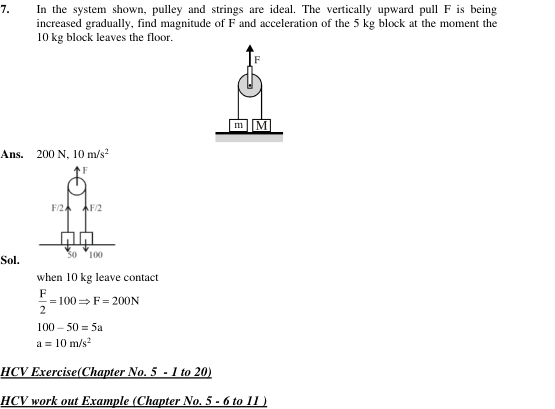 7. In the system shown, pulley and strings are ideal. The vertically upward pull F is being
increased gradually, find magnitude of F and acceleration of the 5 kg block at the moment the
10 kg block leaves the floor.
F
m M
Ans. 200 N, 10 m/s²
F
F/2 F/2
50 100
Sol.
when 10 kg leave contact
F/2 = 100 ⇒ F = 200N
100 – 50 = 5a
a = 10 m/s²
HCV Exercise(Chapter No. 5 - 1 to 20)
HCV work out Example (Chapter No. 5 - 6 to 11 )